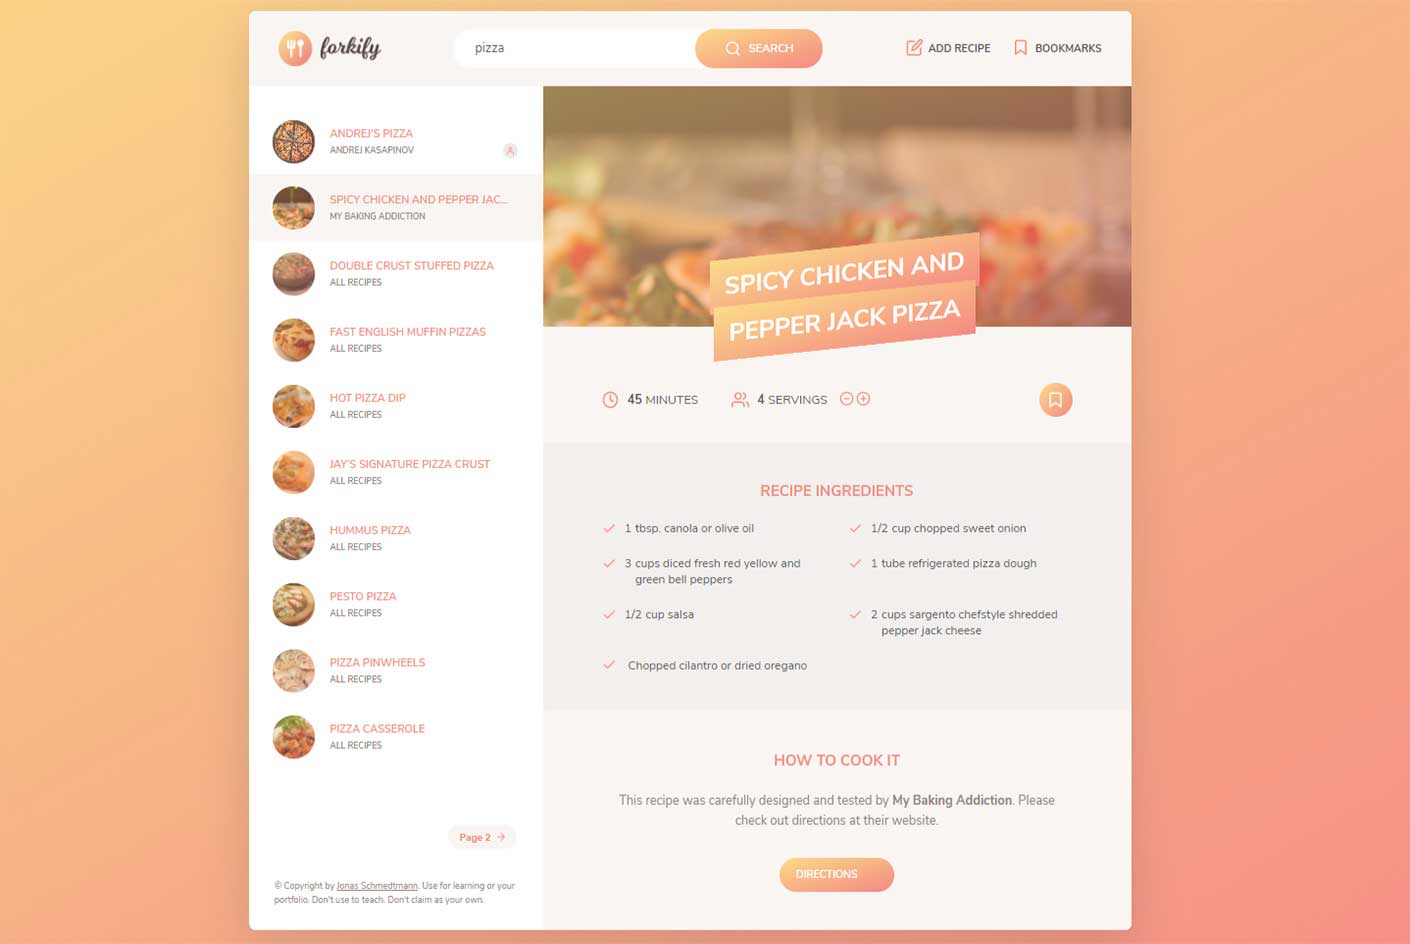 forkify
pizza
SEARCH
ADD RECIPE
BOOKMARKS
ANDREJ'S PIZZA
ANDREJ KASAPINOV
SPICY CHICKEN AND PEPPER JAC...
MY BAKING ADDICTION
DOUBLE CRUST STUFFED PIZZA
ALL RECIPES
FAST ENGLISH MUFFIN PIZZAS
ALL RECIPES
HOT PIZZA DIP
ALL RECIPES
JAY'S SIGNATURE PIZZA CRUST
ALL RECIPES
HUMMUS PIZZA
ALL RECIPES
PESTO PIZZA
ALL RECIPES
PIZZA PINWHEELS
ALL RECIPES
PIZZA CASSEROLE
ALL RECIPES
Page 2
© Copyright by Jonas Schmedtmann. Use for learning or your
portfolio. Don't use to teach. Don't claim as your own.
SPICY CHICKEN AND
PEPPER JACK PIZZA
45 MINUTES
4 SERVINGS
RECIPE INGREDIENTS
1 tbsp. canola or olive oil
1/2 cup chopped sweet onion
3 cups diced fresh red yellow and
green bell peppers
1 tube refrigerated pizza dough
1/2 cup salsa
2 cups sargento chefstyle shredded
pepper jack cheese
Chopped cilantro or dried oregano
HOW TO COOK IT
This recipe was carefully designed and tested by My Baking Addiction. Please
check out directions at their website.
DIRECTIONS